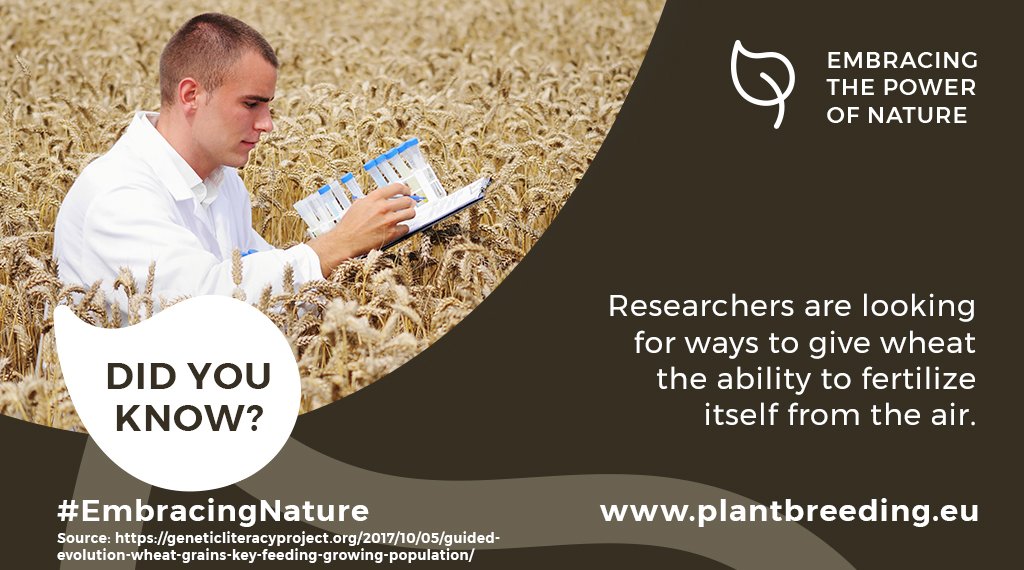 EMBRACING
THE POWER
OF NATURE
Researchers are looking
for ways to give wheat
the ability to fertilize
itself from the air.
DID YOU
KNOW?
#EmbracingNature
www.plantbreeding.eu
Source: https://geneticliteracyproject.org/2017/10/05/guided-
evolution-wheat-grains-key-feeding-growing-population/